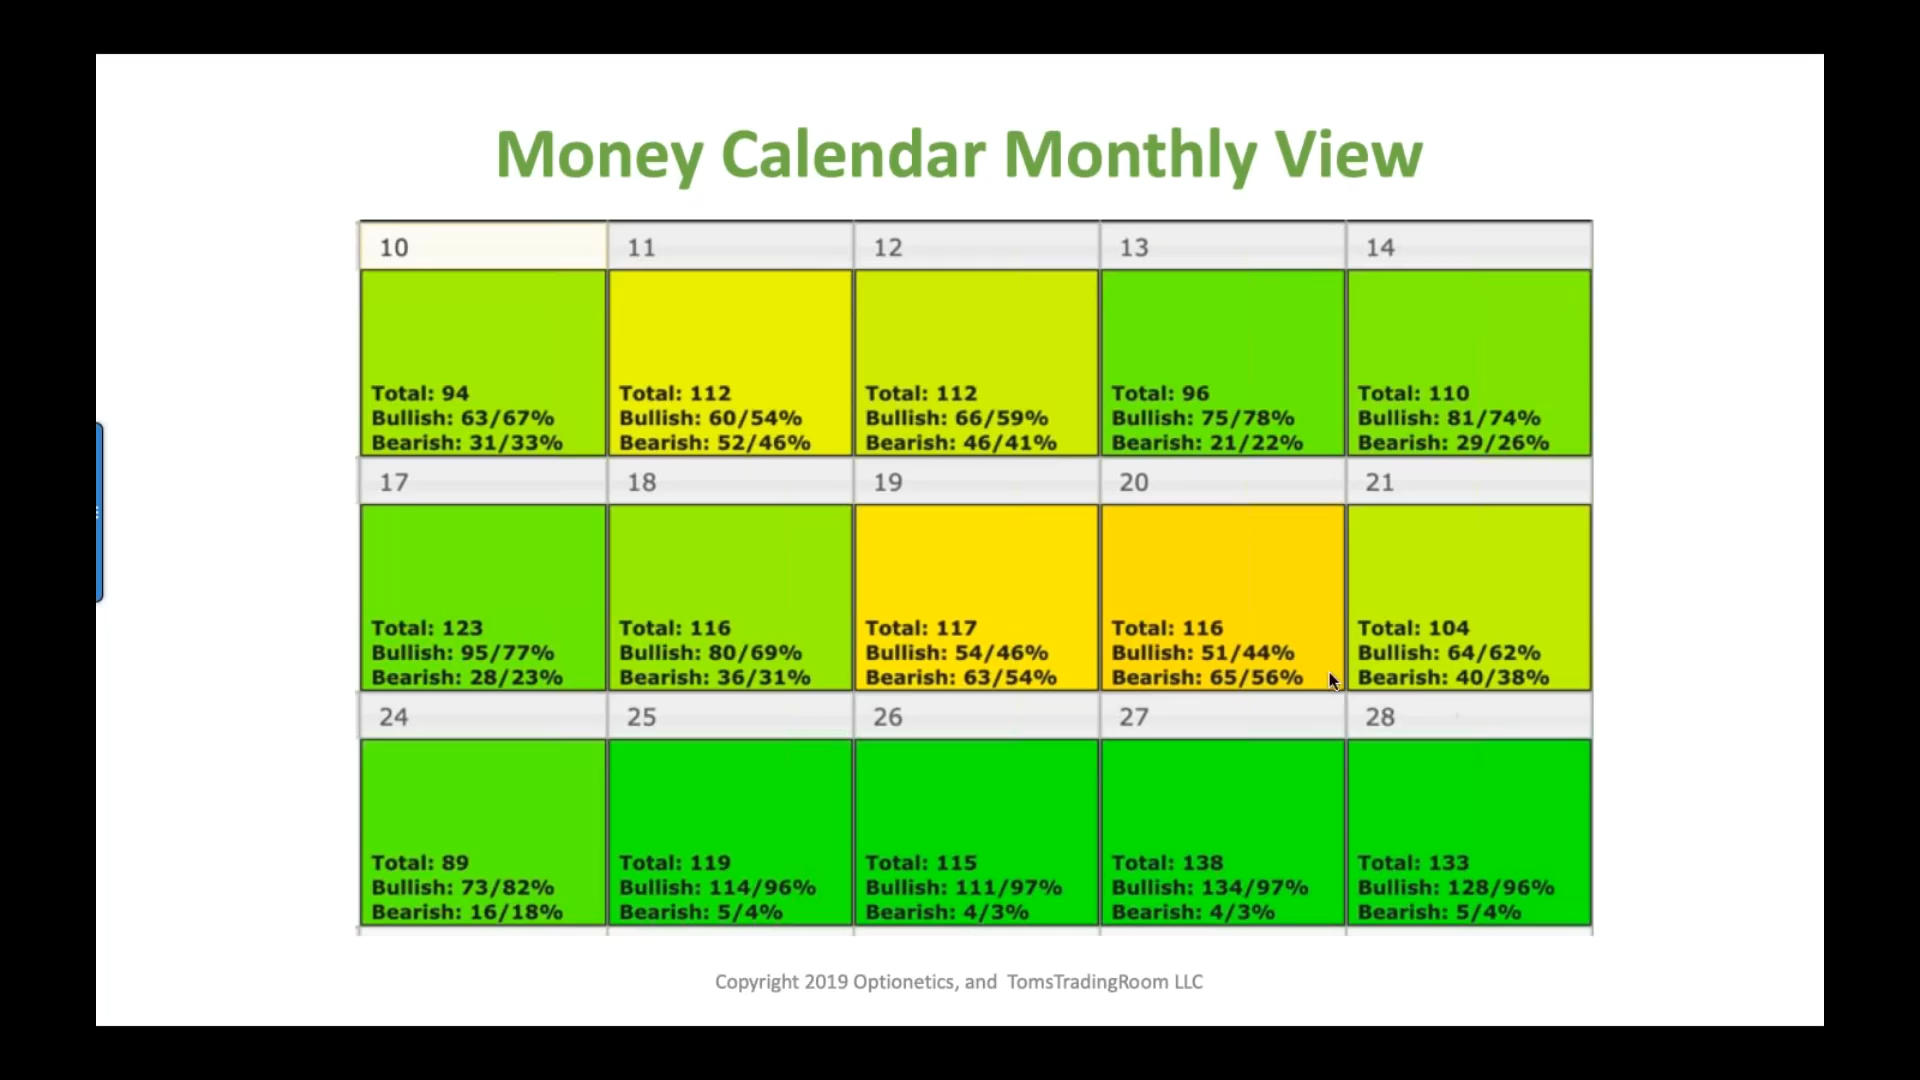 Money Calendar Monthly View
10 11 12 13 14
Total: 94 Total: 112 Total: 112 Total: 96 Total: 110
Bullish: 63/67% Bullish: 60/54% Bullish: 66/59% Bullish: 75/78% Bullish: 81/74%
Bearish: 31/33% Bearish: 52/46% Bearish: 46/41% Bearish: 21/22% Bearish: 29/26%
17 18 19 20 21
Total: 123 Total: 116 Total: 117 Total: 116 Total: 104
Bullish: 95/77% Bullish: 80/69% Bullish: 54/46% Bullish: 51/44% Bullish: 64/62%
Bearish: 28/23% Bearish: 36/31% Bearish: 63/54% Bearish: 65/56% Bearish: 40/38%
24 25 26 27 28
Total: 89 Total: 119 Total: 115 Total: 138 Total: 133
Bullish: 73/82% Bullish: 114/96% Bullish: 111/97% Bullish: 134/97% Bullish: 128/96%
Bearish: 16/18% Bearish: 5/4% Bearish: 4/3% Bearish: 4/3% Bearish: 5/4%
Copyright 2019 Optionetics, and TomsTradingRoom LLC